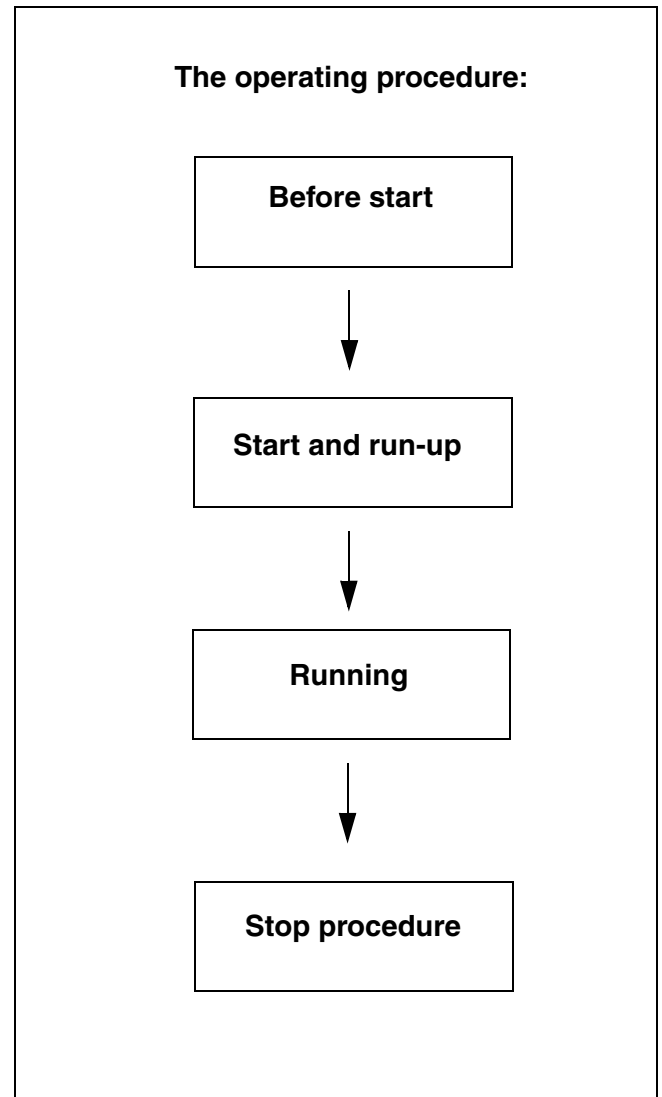 The operating procedure:
Before start
Start and run-up
Running
Stop procedure